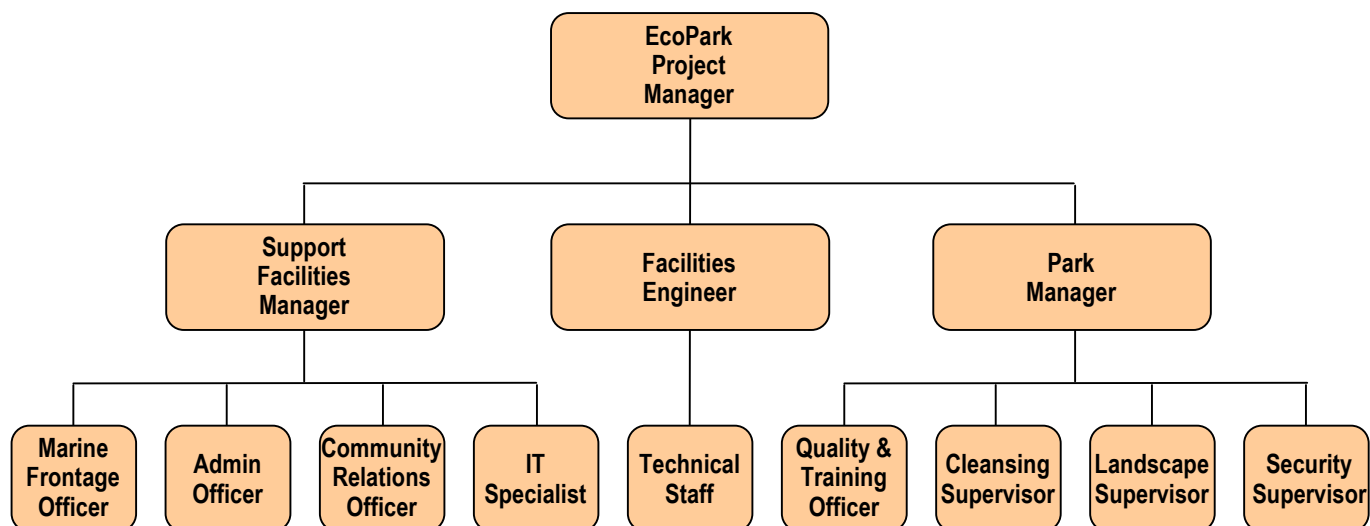 EcoPark
Project
Manager
Support
Facilities
Manager
Facilities
Engineer
Park
Manager
Marine
Frontage
Officer
Admin
Officer
Community
Relations
Officer
IT
Specialist
Technical
Staff
Quality &
Training
Officer
Cleansing
Supervisor
Landscape
Supervisor
Security
Supervisor